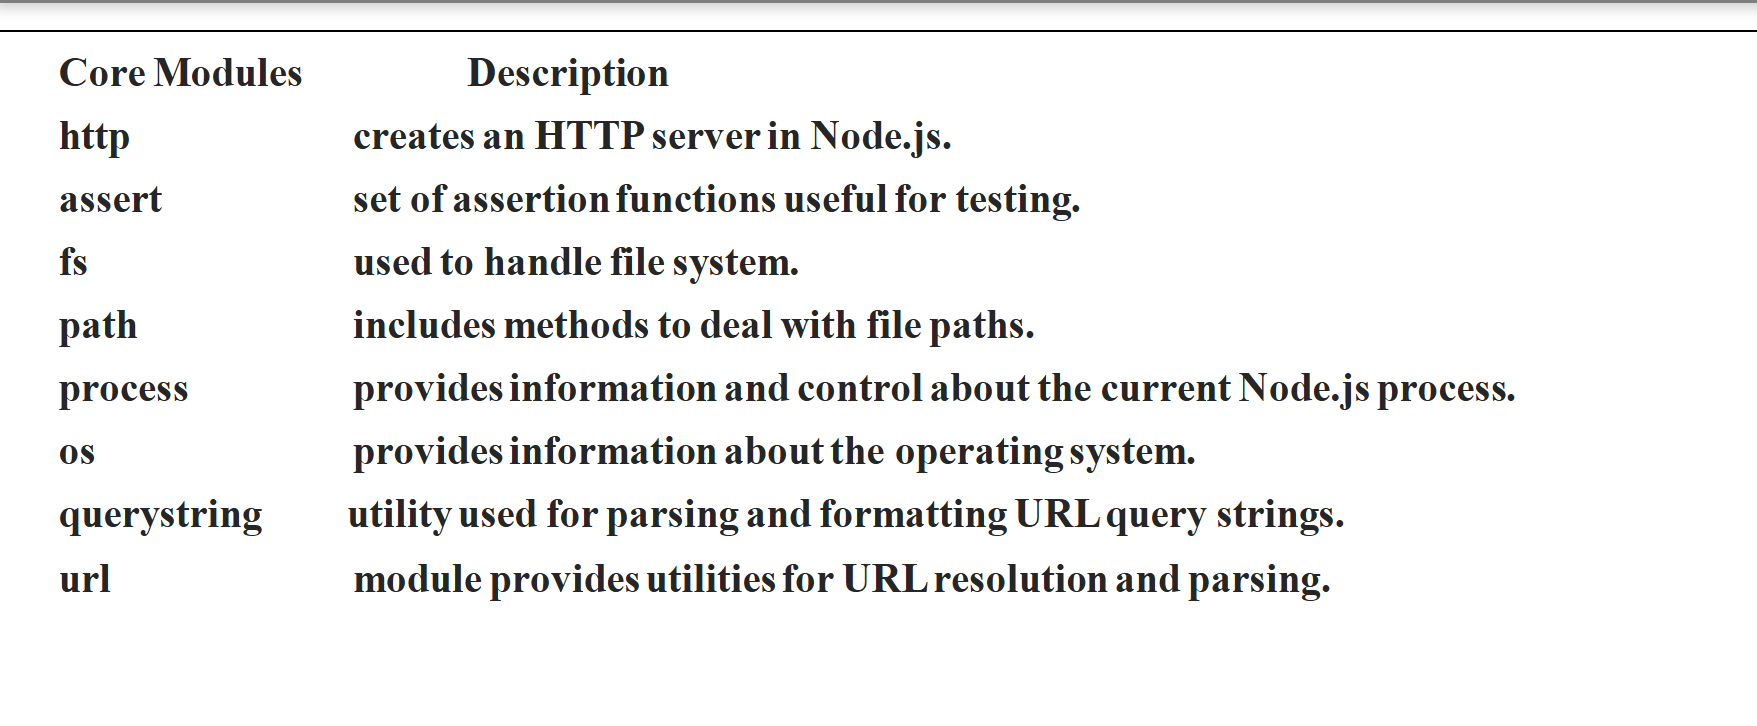 Core Modules Description
http creates an HTTP server in Node.js.
assert set of assertion functions useful for testing.
fs used to handle file system.
path includes methods to deal with file paths.
process provides information and control about the current Node.js process.
os provides information about the operating system.
querystring utility used for parsing and formatting URL query strings.
url module provides utilities for URL resolution and parsing.